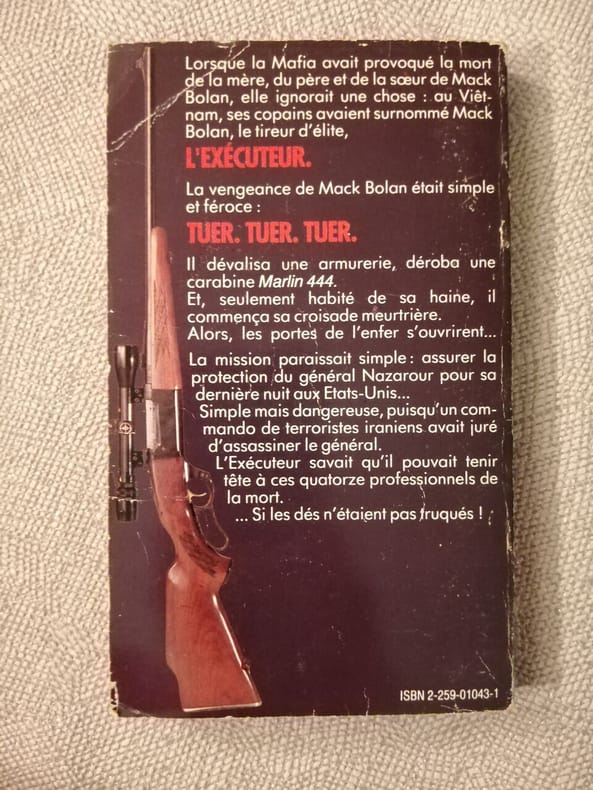 Lorsque la Mafia avait provoqué la mort
de la mère, du père et de la sœur de Mack
Bolan, elle ignorait une chose : au Viêt-
nam, ses copains avaient surnommé Mack
Bolan, le tireur d'élite,
L'EXÉCUTEUR.
La vengeance de Mack Bolan était simple
et féroce :
TUER. TUER. TUER.
Il dévalisa une armurerie, déroba une
carabine Marlin 444.
Et, seulement habité de sa haine, il
commença sa croisade meurtrière.
Alors, les portes de l'enfer s'ouvrirent...
La mission paraissait simple : assurer la
protection du général Nazarour pour sa
dernière nuit aux Etats-Unis...
Simple mais dangereuse, puisqu'un com-
mando de terroristes iraniens avait juré
d'assassiner le général.
L'Exécuteur savait qu'il pouvait tenir
tête à ces quatorze professionnels de
la mort.
... Si les dés n'étaient pas truqués !
ISBN 2-259-01043-1